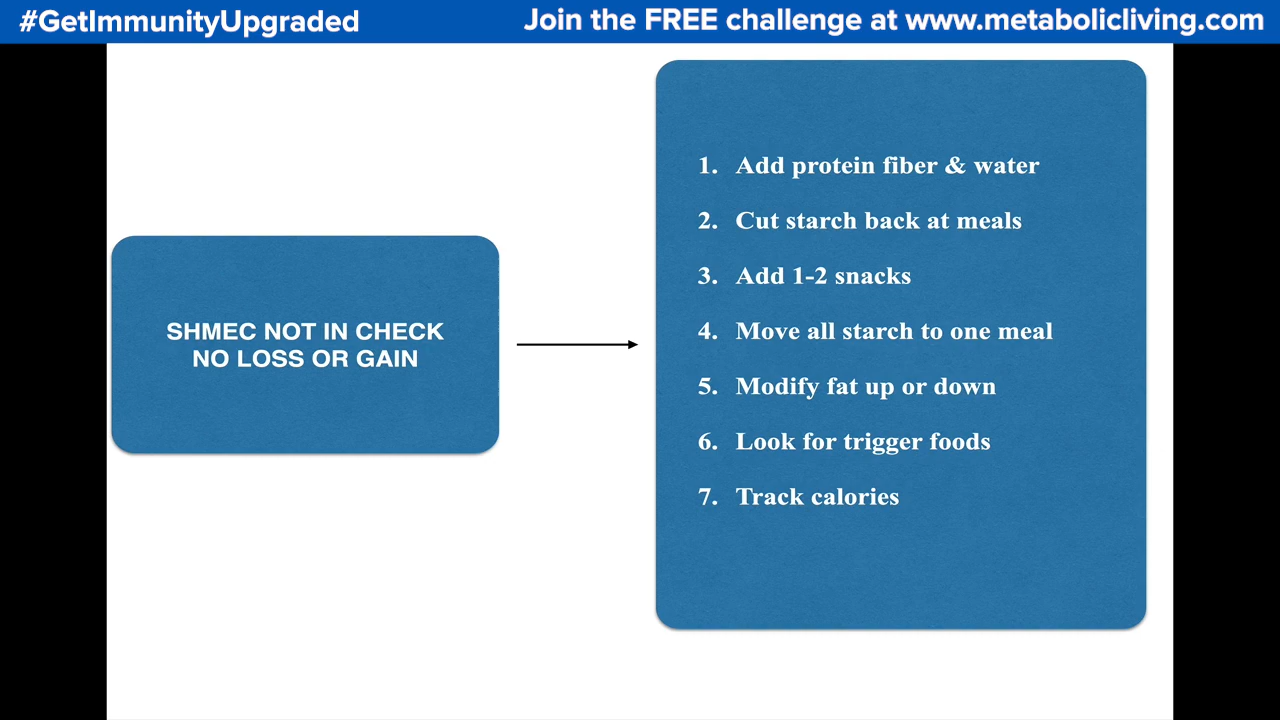 #GetImmunityUpgraded
Join the FREE challenge at www.metabolicliving.com
SHMEC NOT IN CHECK
NO LOSS OR GAIN
1. Add protein fiber & water
2. Cut starch back at meals
3. Add 1-2 snacks
4. Move all starch to one meal
5. Modify fat up or down
6. Look for trigger foods
7. Track calories